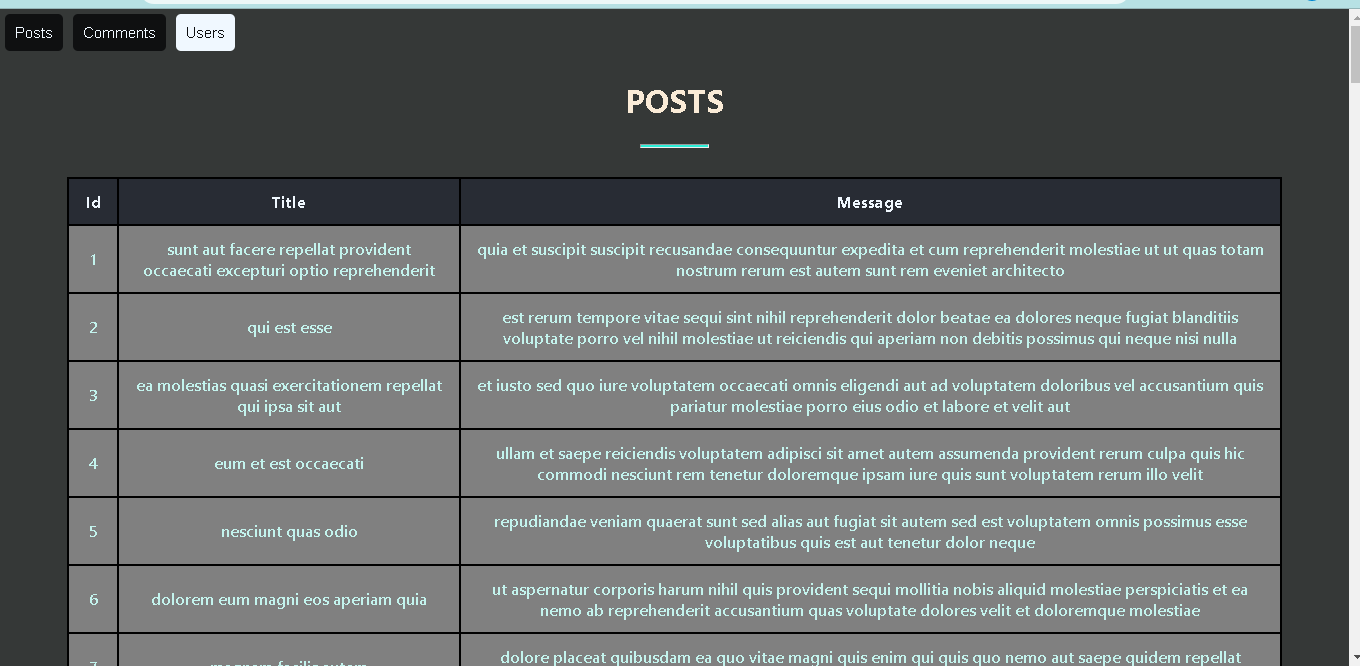 Posts Comments Users
POSTS
Id Title Message
1 sunt aut facere repellat provident occaecati excepturi optio reprehenderit quia et suscipit suscipit recusandae consequuntur expedita et cum reprehenderit molestiae ut ut quas totam nostrum rerum est autem sunt rem eveniet architecto
2 qui est esse est rerum tempore vitae sequi sint nihil reprehenderit dolor beatae ea dolores neque fugiat blanditiis voluptate porro vel nihil molestiae ut reiciendis qui aperiam non debitis possimus qui neque nisi nulla
3 ea molestias quasi exercitationem repellat qui ipsa sit aut et iusto sed quo iure voluptatem occaecati omnis eligendi aut ad voluptatem doloribus vel accusantium quis pariatur molestiae porro eius odio et labore et velit aut
4 eum et est occaecati ullam et saepe reiciendis voluptatem adipisci sit amet autem assumenda provident rerum culpa quis hic commodi nesciunt rem tenetur doloremque ipsam iure quis sunt voluptatem rerum illo velit
5 nesciunt quas odio repudiandae veniam quaerat sunt sed alias aut fugiat sit autem sed est voluptatem omnis possimus esse voluptatibus quis est aut tenetur dolor neque
6 dolorem eum magni eos aperiam quia ut aspernatur corporis harum nihil quis provident sequi mollitia nobis aliquid molestiae perspiciatis et ea nemo ab reprehenderit accusantium quas voluptate dolores velit et doloremque molestiae
dolore placeat quibusdam ea quo vitae magni quis enim qui quis quo nemo aut saepe quidem repellat